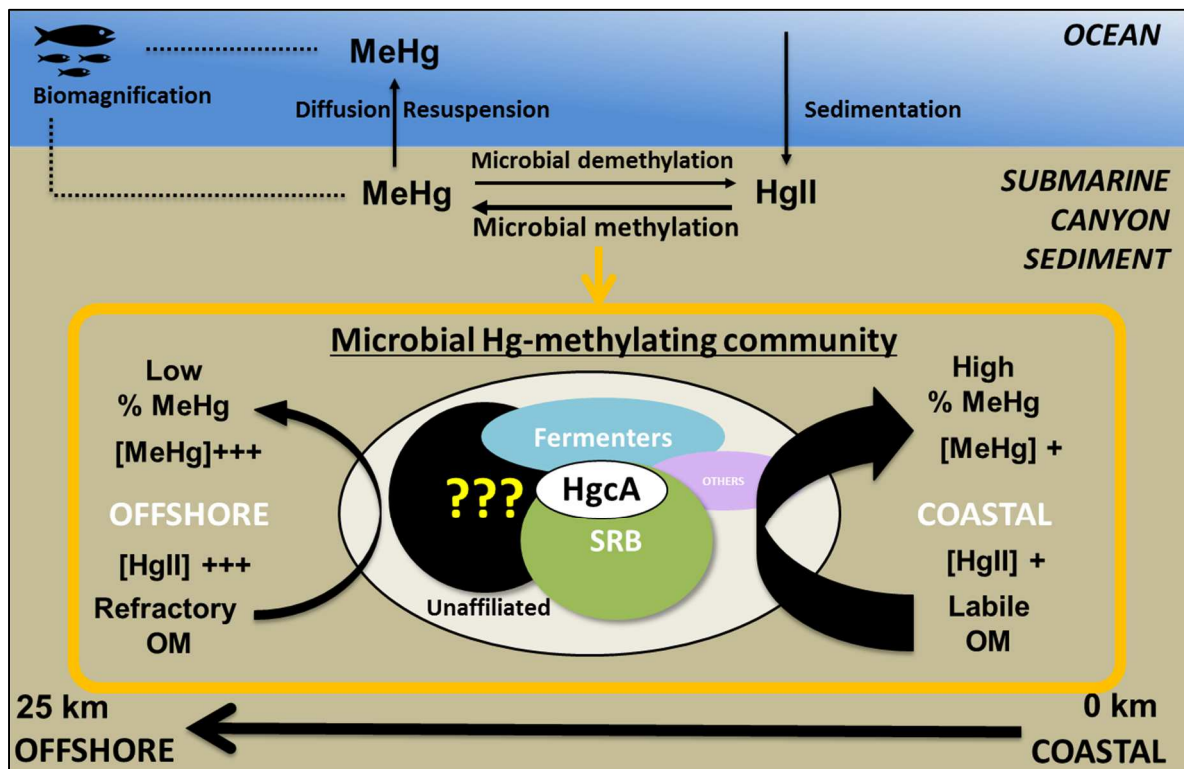 OCEAN
MeHg
Biomagnification
Diffusion
Resuspension
Sedimentation
Microbial demethylation
MeHg
HgII
Microbial methylation
SUBMARINE
CANYON
SEDIMENT
Microbial Hg-methylating community
Low
% MeHg
[MeHg]+++
OFFSHORE
[HgII] +++
Refractory
OM
Fermenters
OTHERS
???
HgcA
SRB
Unaffiliated
High
% MeHg
[MeHg] +
COASTAL
[HgII] +
Labile
OM
25 km
OFFSHORE
0 km
COASTAL